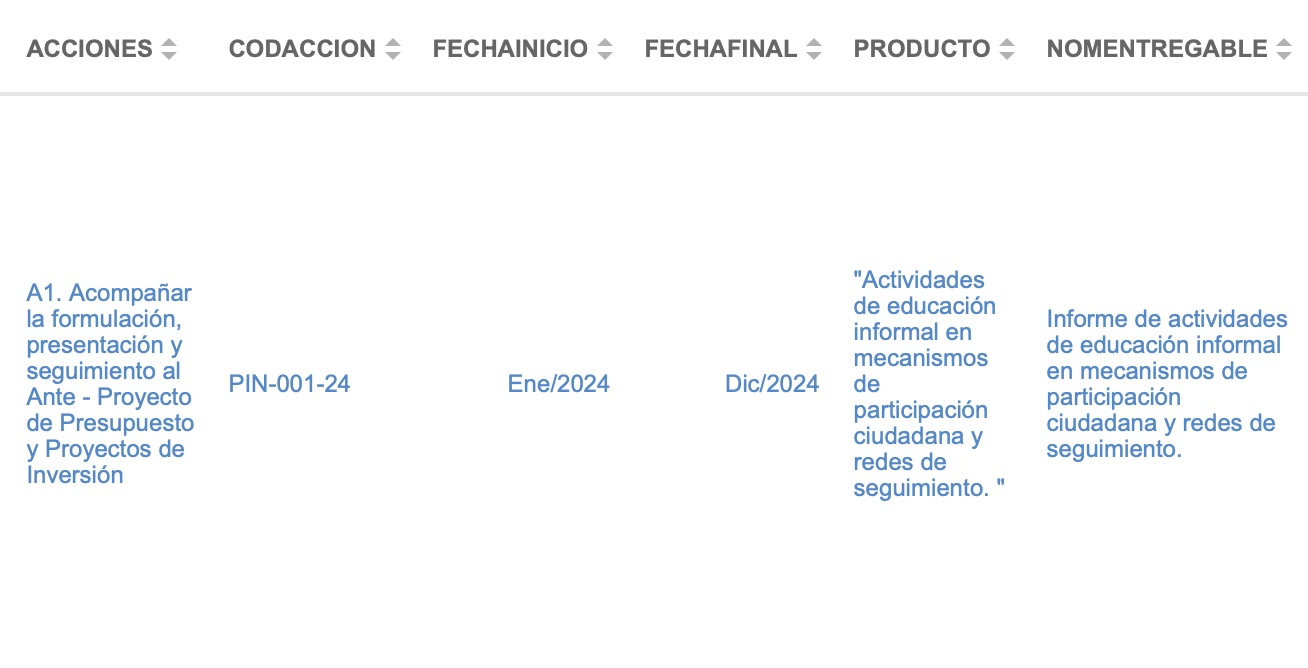 ACCIONES CODACCION FECHAINICIO FECHAFINAL PRODUCTO NOMENTREGABLE
A1. Acompañar
la formulación,
presentación y
seguimiento al
Ante - Proyecto
de Presupuesto
y Proyectos de
Inversión
PIN-001-24
Ene/2024
Dic/2024
"Actividades
de educación
informal en
mecanismos
de
participación
ciudadana y
redes de
seguimiento. "
Informe de actividades
de educación informal
en mecanismos de
participación
ciudadana y redes de
seguimiento.